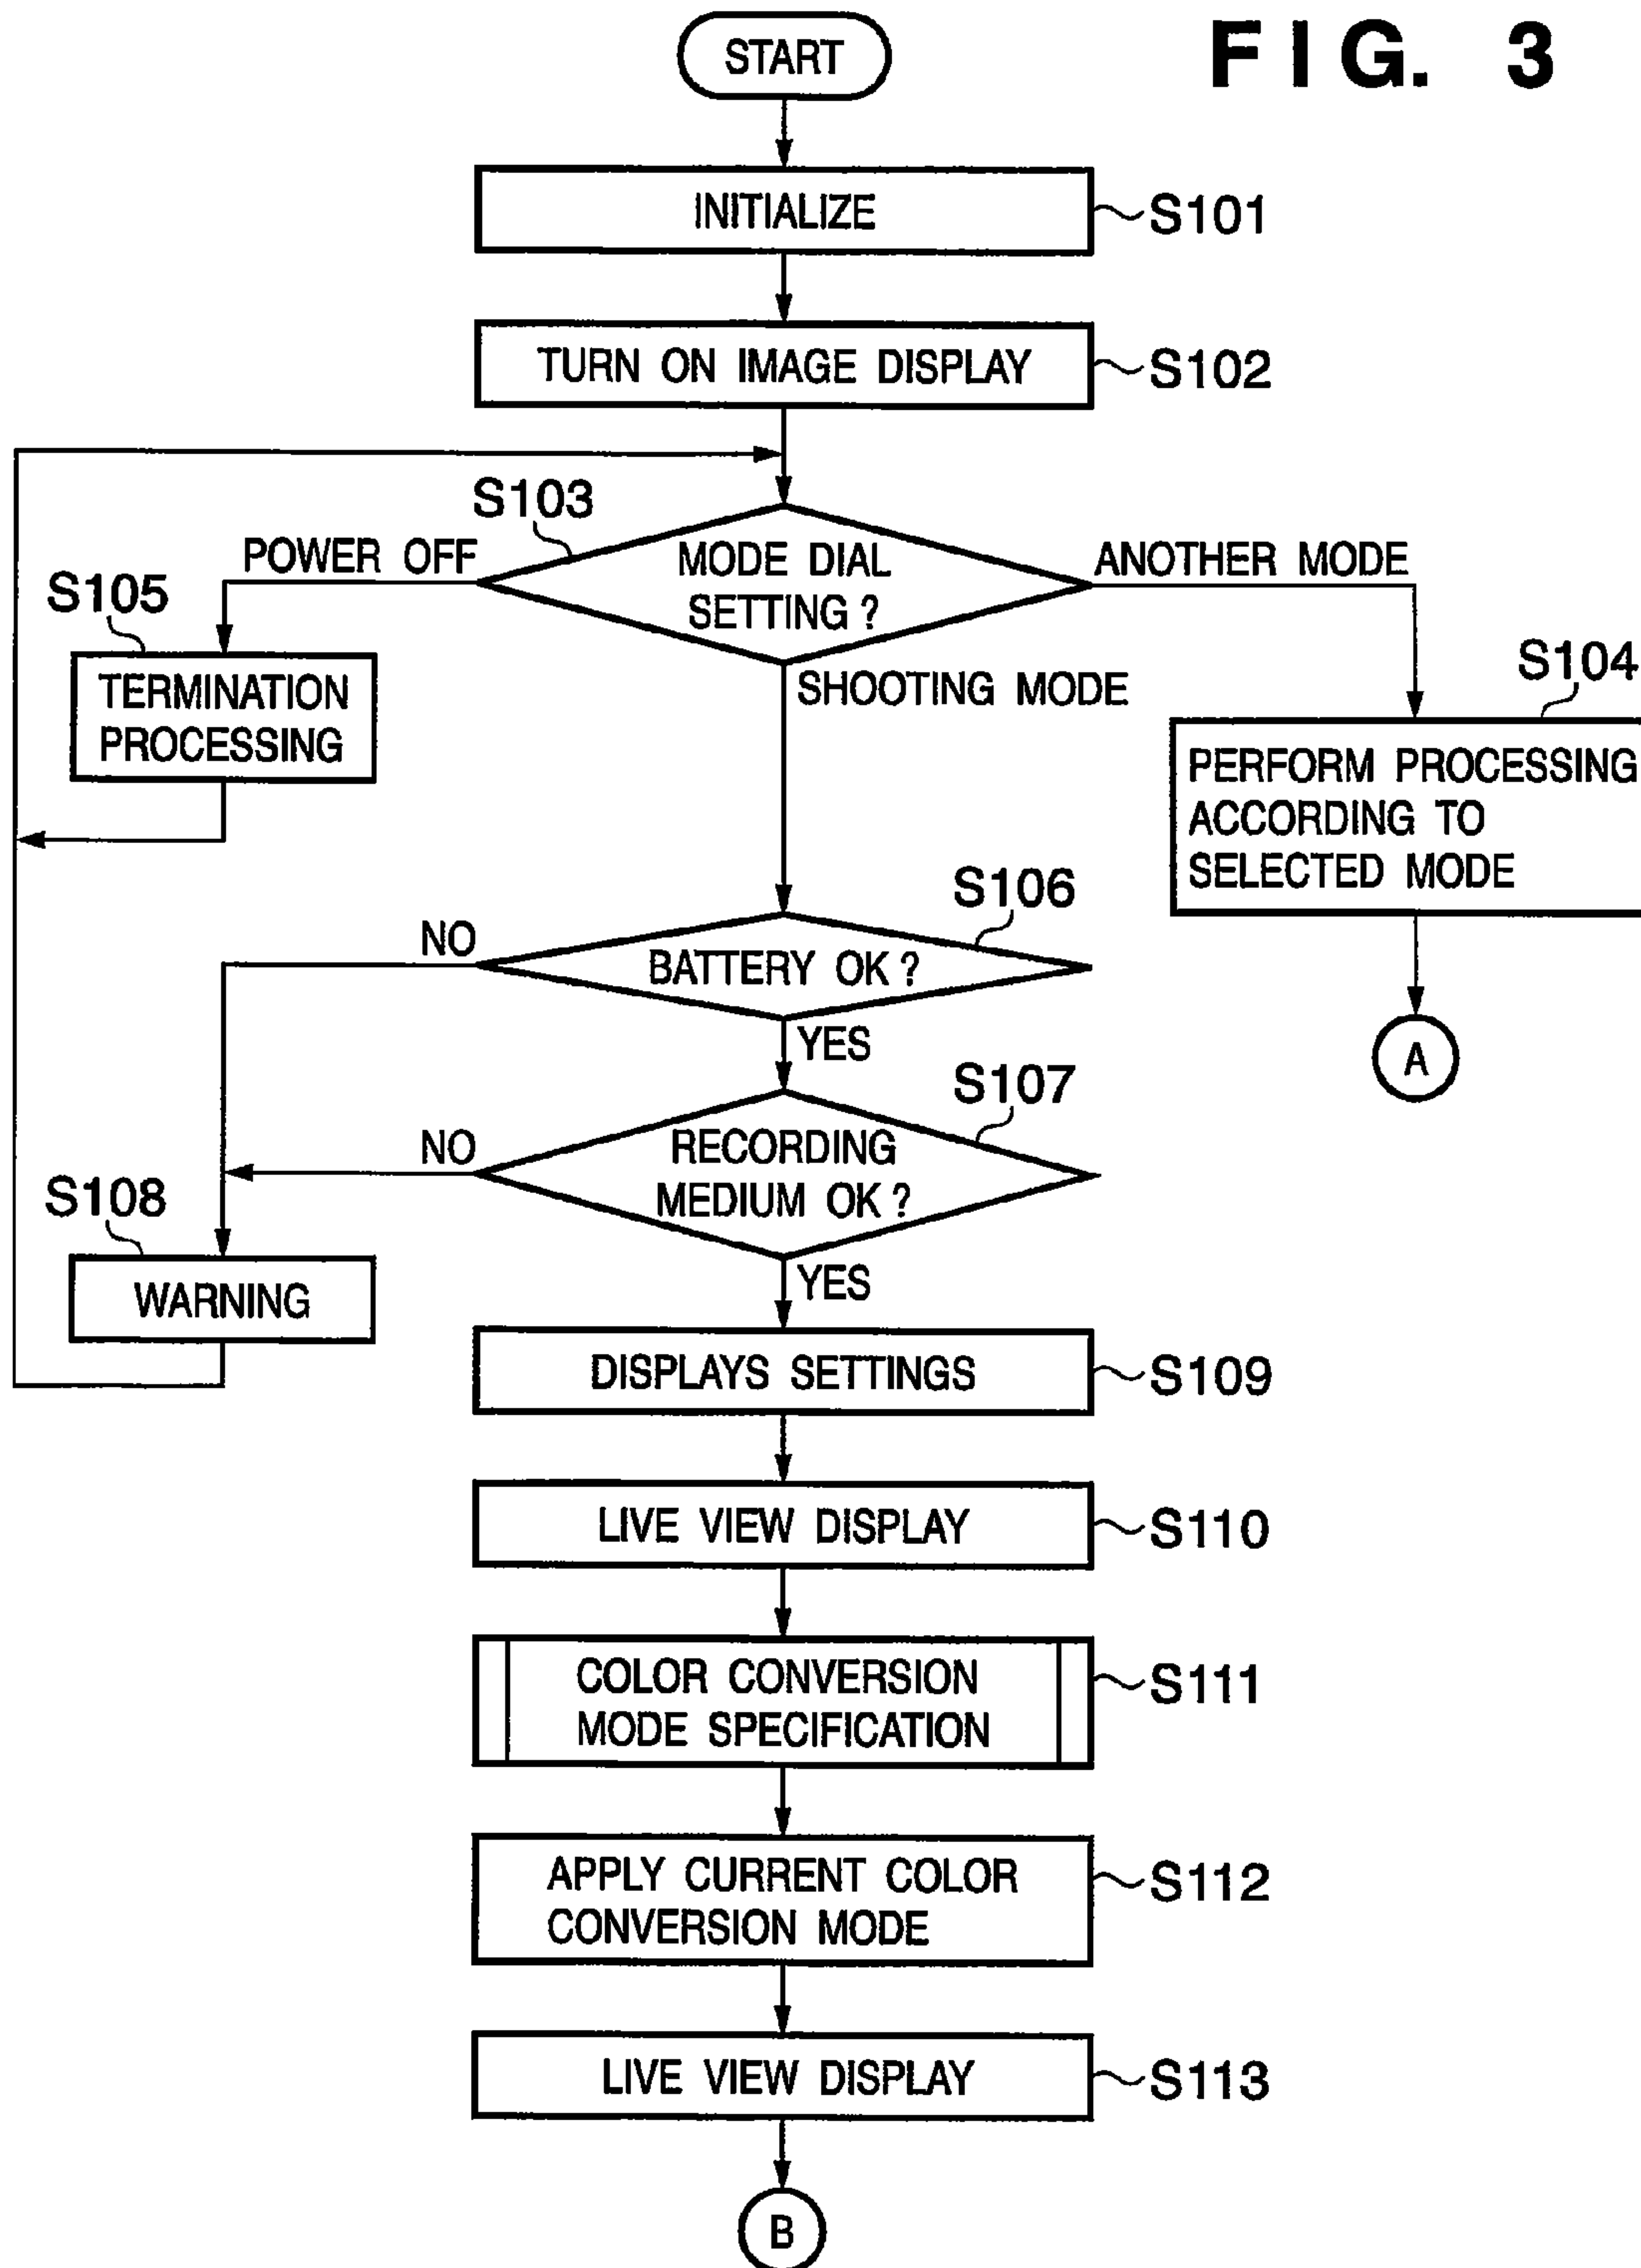 FIG. 3
START
INITIALIZE
S101
TURN ON IMAGE DISPLAY
S102
S103
MODE DIAL
SETTING?
POWER OFF
ANOTHER MODE
SHOOTING MODE
S105
TERMINATION
PROCESSING
S104
PERFORM PROCESSING
ACCORDING TO
SELECTED MODE
A
S106
BATTERY OK?
NO
YES
S107
RECORDING
MEDIUM OK?
NO
YES
S108
WARNING
DISPLAYS SETTINGS
S109
LIVE VIEW DISPLAY
S110
COLOR CONVERSION
MODE SPECIFICATION
S111
APPLY CURRENT COLOR
CONVERSION MODE
S112
LIVE VIEW DISPLAY
S113
B